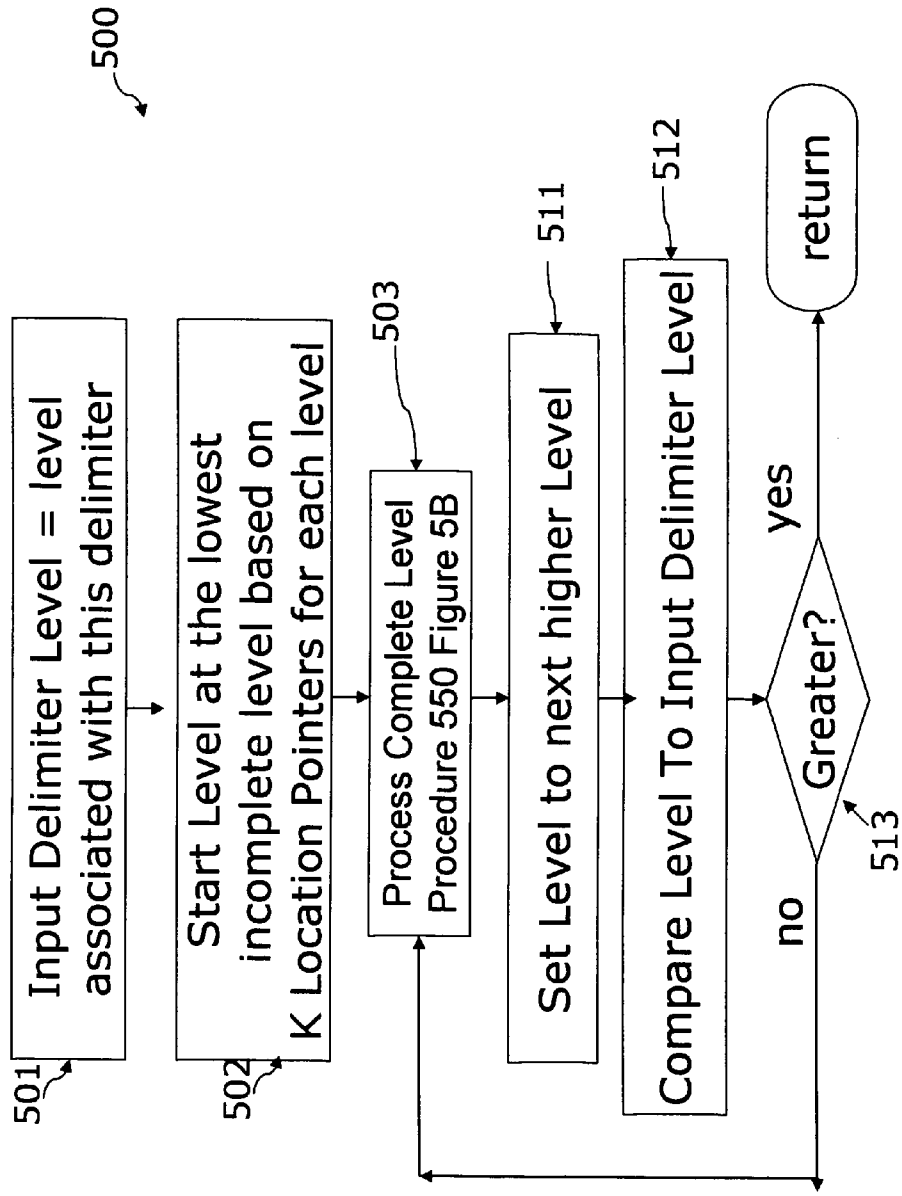 500
501
Input Delimiter Level = level
associated with this delimiter
502
Start Level at the lowest
incomplete level based on
K Location Pointers for each level
503
Process Complete Level
Procedure 550 Figure 5B
511
Set Level to next higher Level
512
Compare Level To Input Delimiter Level
513
Greater?
no
yes
return